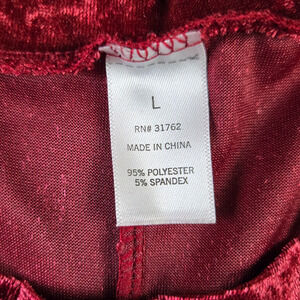 L
RN# 31762
MADE IN CHINA
95% POLYESTER
5% SPANDEX